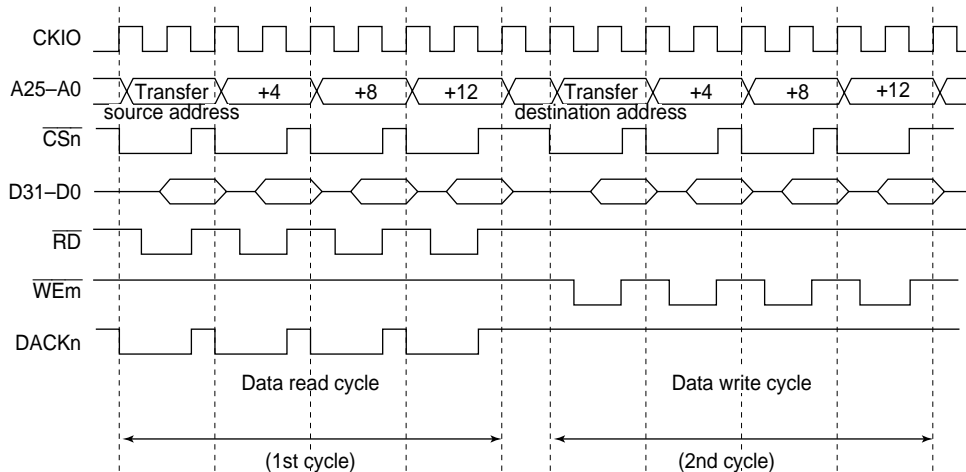 CKIO
A25–A0
Transfer +4 +8 +12 Transfer +4 +8 +12
source address destination address
CSn
D31–D0
RD
WEm
DACKn
Data read cycle Data write cycle
(1st cycle) (2nd cycle)